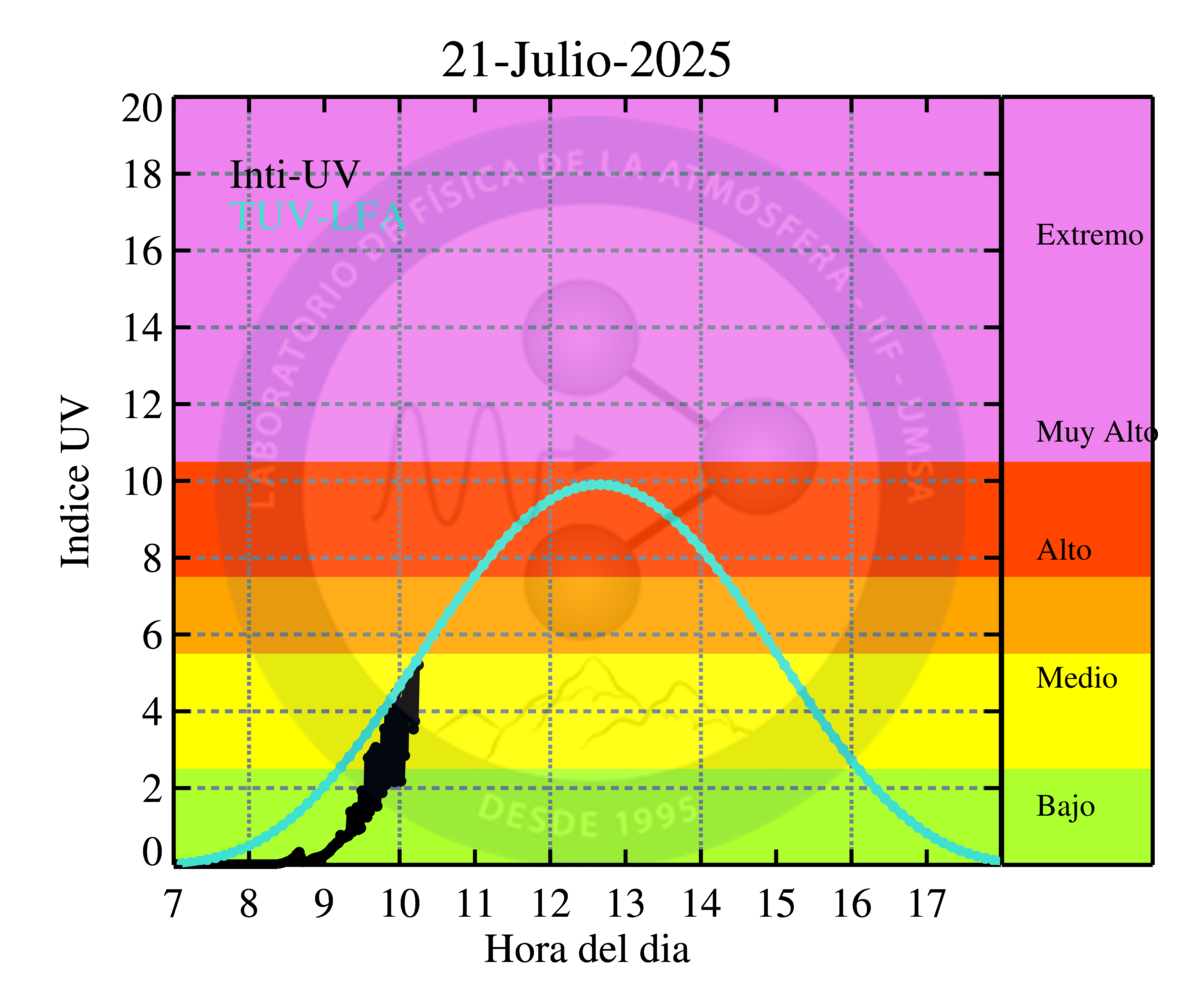 21-Julio-2025
Inti-UV
TUV-LFA
LABORATORIO DE FÍSICA DE LA ATMÓSFERA - IIF - UMSA
DESDE 1995
Indice UV
20
18
16
14
12
10
8
6
4
2
0
7 8 9 10 11 12 13 14 15 16 17
Hora del dia
Extremo
Muy Alto
Alto
Medio
Bajo